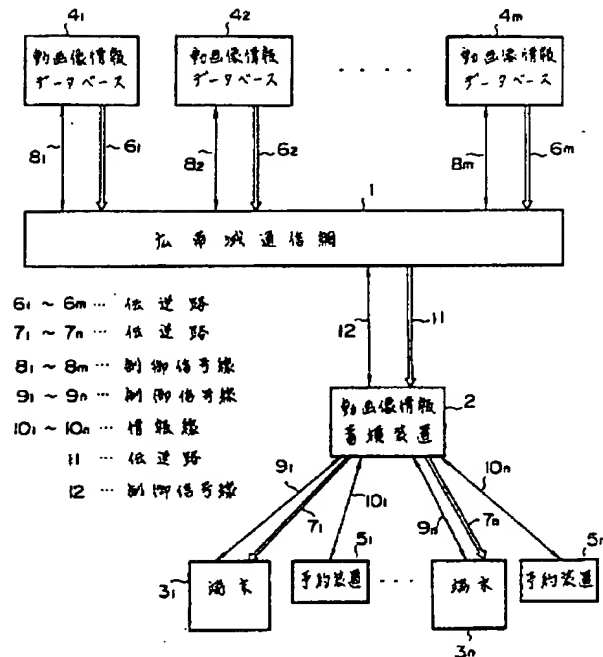 4₁
4₂
4m
動画像情報
データベース
動画像情報
データベース
・・・・
動画像情報
データベース
8₁
6₁
8₂
6₂
8m
6m
1
広帯域通信網
6₁ ~ 6m … 伝送路
7₁ ~ 7n … 伝送路
8₁ ~ 8m … 制御信号線
9₁ ~ 9n … 制御信号線
10₁ ~ 10n … 情報線
11 … 伝送路
12 … 制御信号線
12
11
動画像情報
蓄積装置
2
9₁
7₁
10₁
9n
7n
10n
3₁
端末
5₁
予約装置
・・・・
端末
3n
5n
予約装置